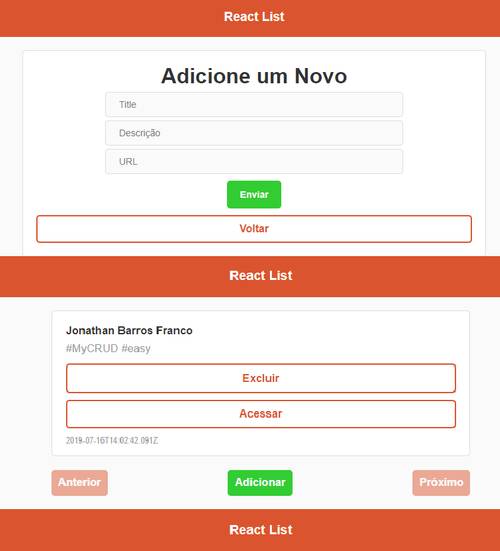 React List
Adicione um Novo
Title
Descrição
URL
Enviar
Voltar
React List
Jonathan Barros Franco
#MyCRUD #easy
Excluir
Acessar
2019-07-16T14:02:42.091Z
Anterior
Adicionar
Próximo
React List